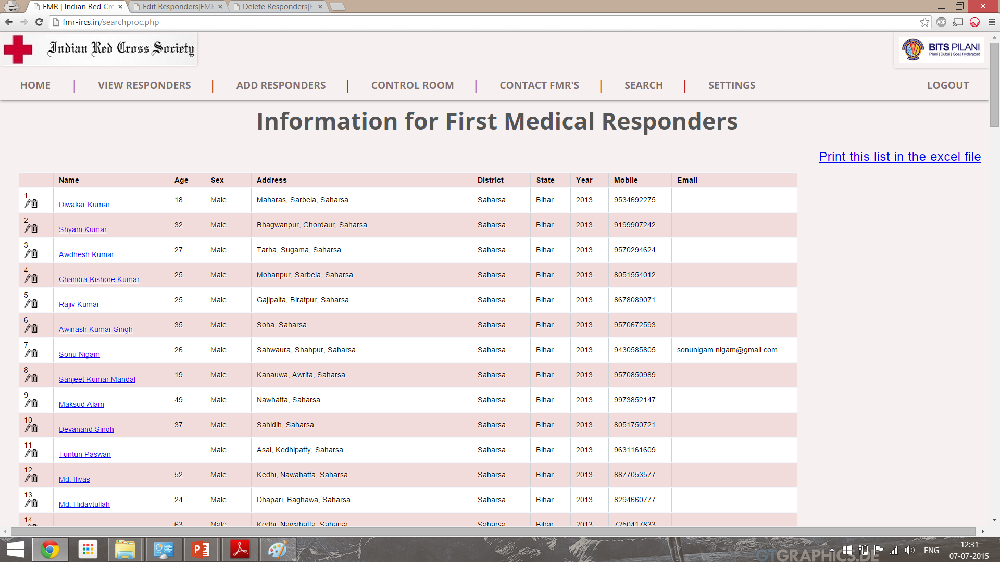 FMR | Indian Red Cro Edit Responders|FMR Delete Responders|F
fmr-ircs.in/searchproc.php
ABP
Indian Red Cross Society
BITS PILANI
Pilani | Dubai | Goa | Hyderabad
HOME | VIEW RESPONDERS | ADD RESPONDERS | CONTROL ROOM | CONTACT FMR'S | SEARCH | SETTINGS LOGOUT
Information for First Medical Responders
Print this list in the excel file
Name Age Sex Address District State Year Mobile Email
1 Diwakar Kumar 18 Male Maharas, Sarbela, Saharsa Saharsa Bihar 2013 9534692275
2 Shyam Kumar 32 Male Bhagwanpur, Ghordaur, Saharsa Saharsa Bihar 2013 9199907242
3 Awdhesh Kumar 27 Male Tarha, Sugama, Saharsa Saharsa Bihar 2013 9570294624
4 Chandra Kishore Kumar 25 Male Mohanpur, Sarbela, Saharsa Saharsa Bihar 2013 8051554012
5 Rajiv Kumar 25 Male Gajipaita, Biratpur, Saharsa Saharsa Bihar 2013 8678089071
6 Awinash Kumar Singh 35 Male Soha, Saharsa Saharsa Bihar 2013 9570672593
7 Sonu Nigam 26 Male Sahwaura, Shahpur, Saharsa Saharsa Bihar 2013 9430585805 sonunigam.nigam@gmail.com
8 Sanjeet Kumar Mandal 19 Male Kanauwa, Awrita, Saharsa Saharsa Bihar 2013 9570850989
9 Maksud Alam 49 Male Nawhatta, Saharsa Saharsa Bihar 2013 9973852147
10 Devanand Singh 37 Male Sahidih, Saharsa Saharsa Bihar 2013 8051750721
11 Tuntun Paswan Male Asai, Kedhipatty, Saharsa Saharsa Bihar 2013 9631161609
12 Md. Iliyas 52 Male Kedhi, Nawahatta, Saharsa Saharsa Bihar 2013 8877053577
13 Md. Hidaytullah 24 Male Dhapari, Baghawa, Saharsa Saharsa Bihar 2013 8294660777
14 63 Male Kedhi, Nawahatta, Saharsa Saharsa Bihar 2013 7250417833
GTGRAPHICS.DE
ENG
12:31
07-07-2015